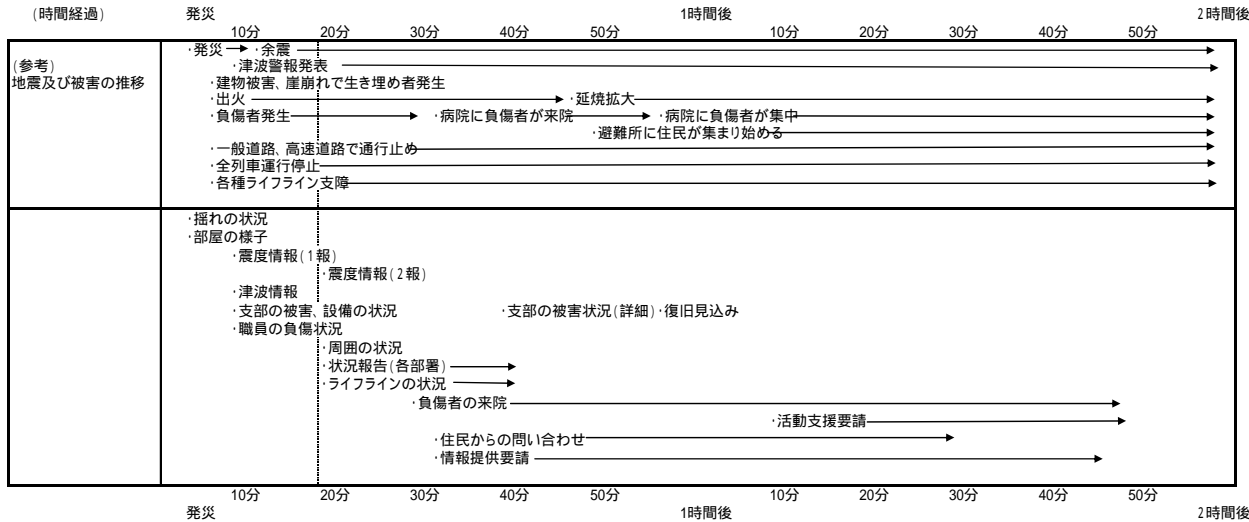 (時間経過) 発災 1時間後 2時間後
10分 20分 30分 40分 50分 10分 20分 30分 40分 50分
・発災 ・余震
(参考) ・津波警報発表
地震及び被害の推移 ・建物被害、崖崩れで生き埋め者発生
・出火 ・延焼拡大
・負傷者発生 ・病院に負傷者が来院 ・病院に負傷者が集中
・避難所に住民が集まり始める
・一般道路、高速道路で通行止め
・全列車運行停止
・各種ライフライン支障
・揺れの状況
・部屋の様子
・震度情報(1報)
・震度情報(2報)
・津波情報
・支部の被害、設備の状況 ・支部の被害状況(詳細)・復旧見込み
・職員の負傷状況
・周囲の状況
・状況報告(各部署)
・ライフラインの状況
・負傷者の来院
・活動支援要請
・住民からの問い合わせ
・情報提供要請
10分 20分 30分 40分 50分 10分 20分 30分 40分 50分
発災 1時間後 2時間後